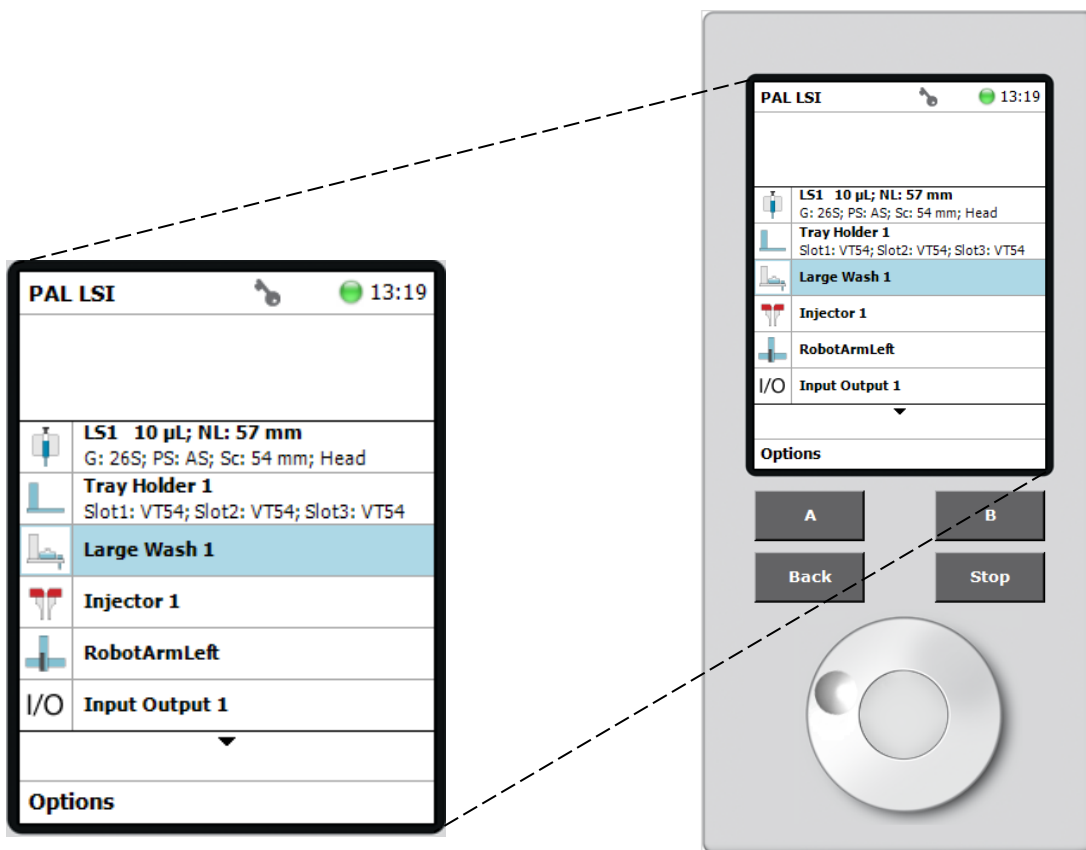 PAL LSI 13:19
LS1 10 µL; NL: 57 mm
G: 26S; PS: AS; Sc: 54 mm; Head
Tray Holder 1
Slot1: VT54; Slot2: VT54; Slot3: VT54
Large Wash 1
Injector 1
RobotArmLeft
I/O Input Output 1
Options
PAL LSI 13:19
LS1 10 µL; NL: 57 mm
G: 26S; PS: AS; Sc: 54 mm; Head
Tray Holder 1
Slot1: VT54; Slot2: VT54; Slot3: VT54
Large Wash 1
Injector 1
RobotArmLeft
I/O Input Output 1
Options
A B
Back Stop